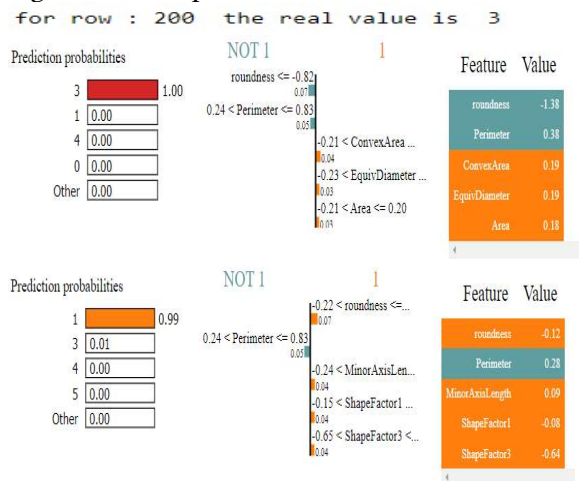 for row : 200 the real value is 3
Prediction probabilities
3 1.00
1 0.00
4 0.00
0 0.00
Other 0.00
NOT 1 1
roundness <= -0.82
0.07
0.24 < Perimeter <= 0.83
0.05
-0.21 < ConvexArea ...
0.04
-0.23 < EquivDiameter ...
0.03
-0.21 < Area <= 0.20
0.03
Feature Value
roundness -1.38
Perimeter 0.38
ConvexArea 0.19
EquivDiameter 0.19
Area 0.18
Prediction probabilities
1 0.99
3 0.01
4 0.00
5 0.00
Other 0.00
NOT 1 1
-0.22 < roundness <=...
0.07
0.24 < Perimeter <= 0.83
0.05
-0.24 < MinorAxisLen...
0.04
-0.15 < ShapeFactor1 ...
0.04
-0.65 < ShapeFactor3 <...
0.04
Feature Value
roundness -0.12
Perimeter 0.28
MinorAxisLength 0.09
ShapeFactor1 -0.08
ShapeFactor3 -0.64